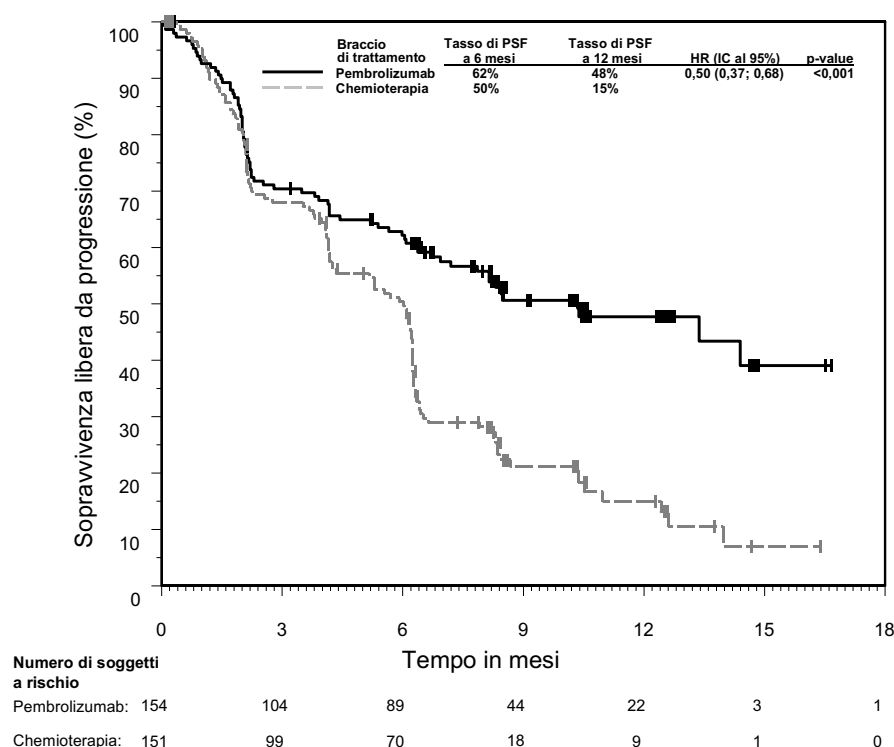 Braccio di trattamento Tasso di PSF a 6 mesi Tasso di PSF a 12 mesi HR (IC al 95%) p-value
Pembrolizumab 62% 48% 0,50 (0,37; 0,68) <0,001
Chemioterapia 50% 15%
Sopravvivenza libera da progressione (%)
100
90
80
70
60
50
40
30
20
10
0
0 3 6 9 12 15 18
Tempo in mesi
Numero di soggetti
a rischio
Pembrolizumab: 154 104 89 44 22 3 1
Chemioterapia: 151 99 70 18 9 1 0